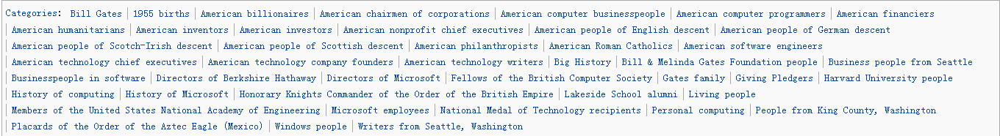 Categories: Bill Gates | 1955 births | American billionaires | American chairmen of corporations | American computer businesspeople | American computer programmers | American financiers
| American humanitarians | American inventors | American investors | American nonprofit chief executives | American people of English descent | American people of German descent
| American people of Scotch-Irish descent | American people of Scottish descent | American philanthropists | American Roman Catholics | American software engineers
| American technology chief executives | American technology company founders | American technology writers | Big History | Bill & Melinda Gates Foundation people | Business people from Seattle
| Businesspeople in software | Directors of Berkshire Hathaway | Directors of Microsoft | Fellows of the British Computer Society | Gates family | Giving Pledgers | Harvard University people
| History of computing | History of Microsoft | Honorary Knights Commander of the Order of the British Empire | Lakeside School alumni | Living people
| Members of the United States National Academy of Engineering | Microsoft employees | National Medal of Technology recipients | Personal computing | People from King County, Washington
| Placards of the Order of the Aztec Eagle (Mexico) | Windows people | Writers from Seattle, Washington